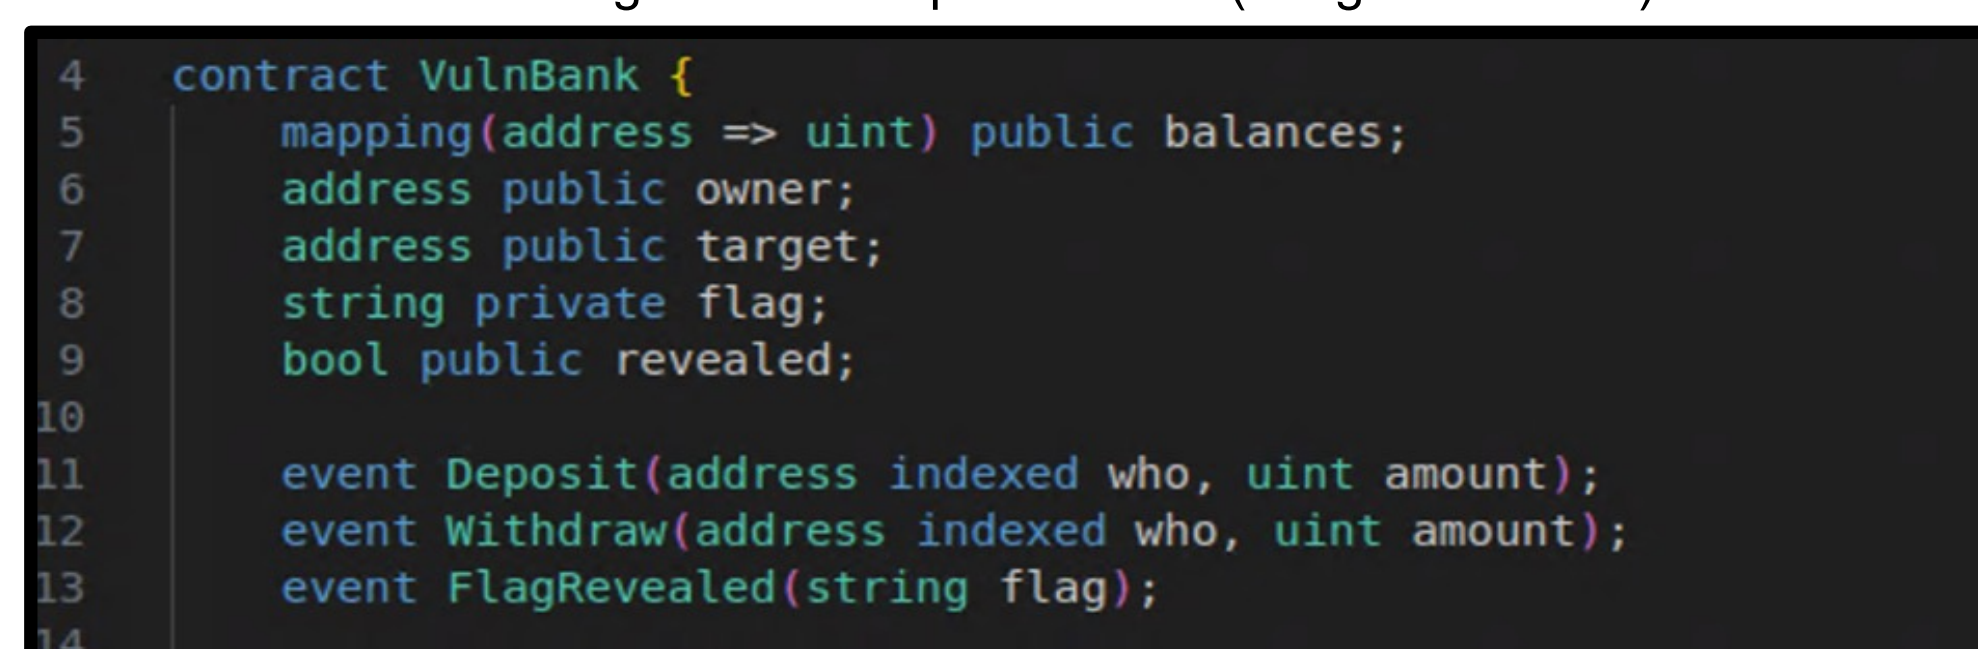 4 contract VulnBank {
5 mapping(address => uint) public balances;
6 address public owner;
7 address public target;
8 string private flag;
9 bool public revealed;
10
11 event Deposit(address indexed who, uint amount);
12 event Withdraw(address indexed who, uint amount);
13 event FlagRevealed(string flag);
14